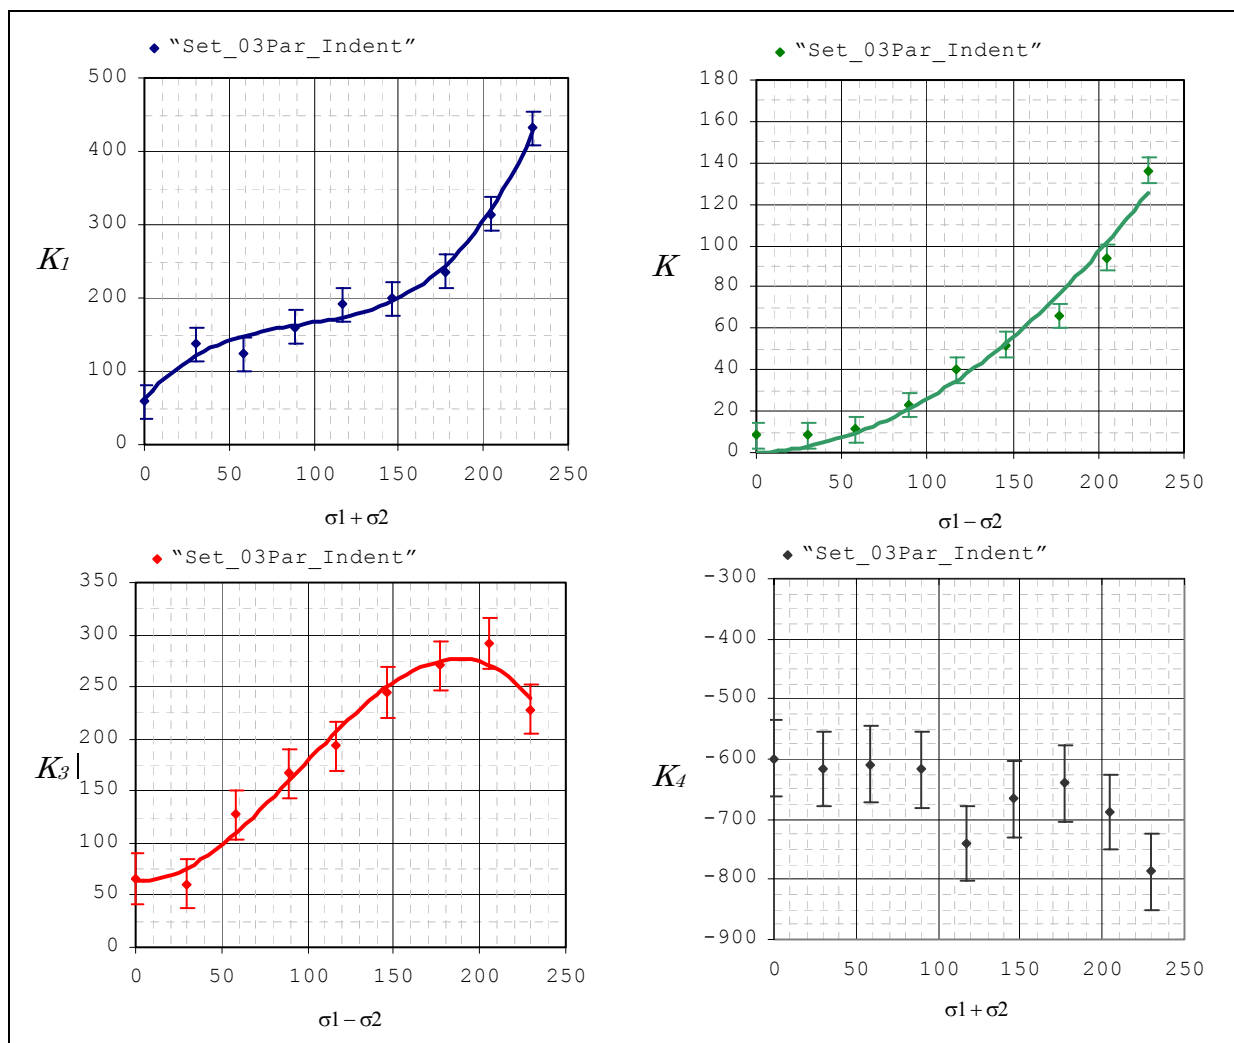 “Set_03Par_Indent”
500
400
300
200
100
0
K1
0 50 100 150 200 250
σ1 + σ2
“Set_03Par_Indent”
180
160
140
120
100
80
60
40
20
0
K
0 50 100 150 200 250
σ1 – σ2
“Set_03Par_Indent”
350
300
250
200
150
100
50
0
K3
0 50 100 150 200 250
σ1 – σ2
“Set_03Par_Indent”
-300
-400
-500
-600
-700
-800
-900
K4
0 50 100 150 200 250
σ1 + σ2